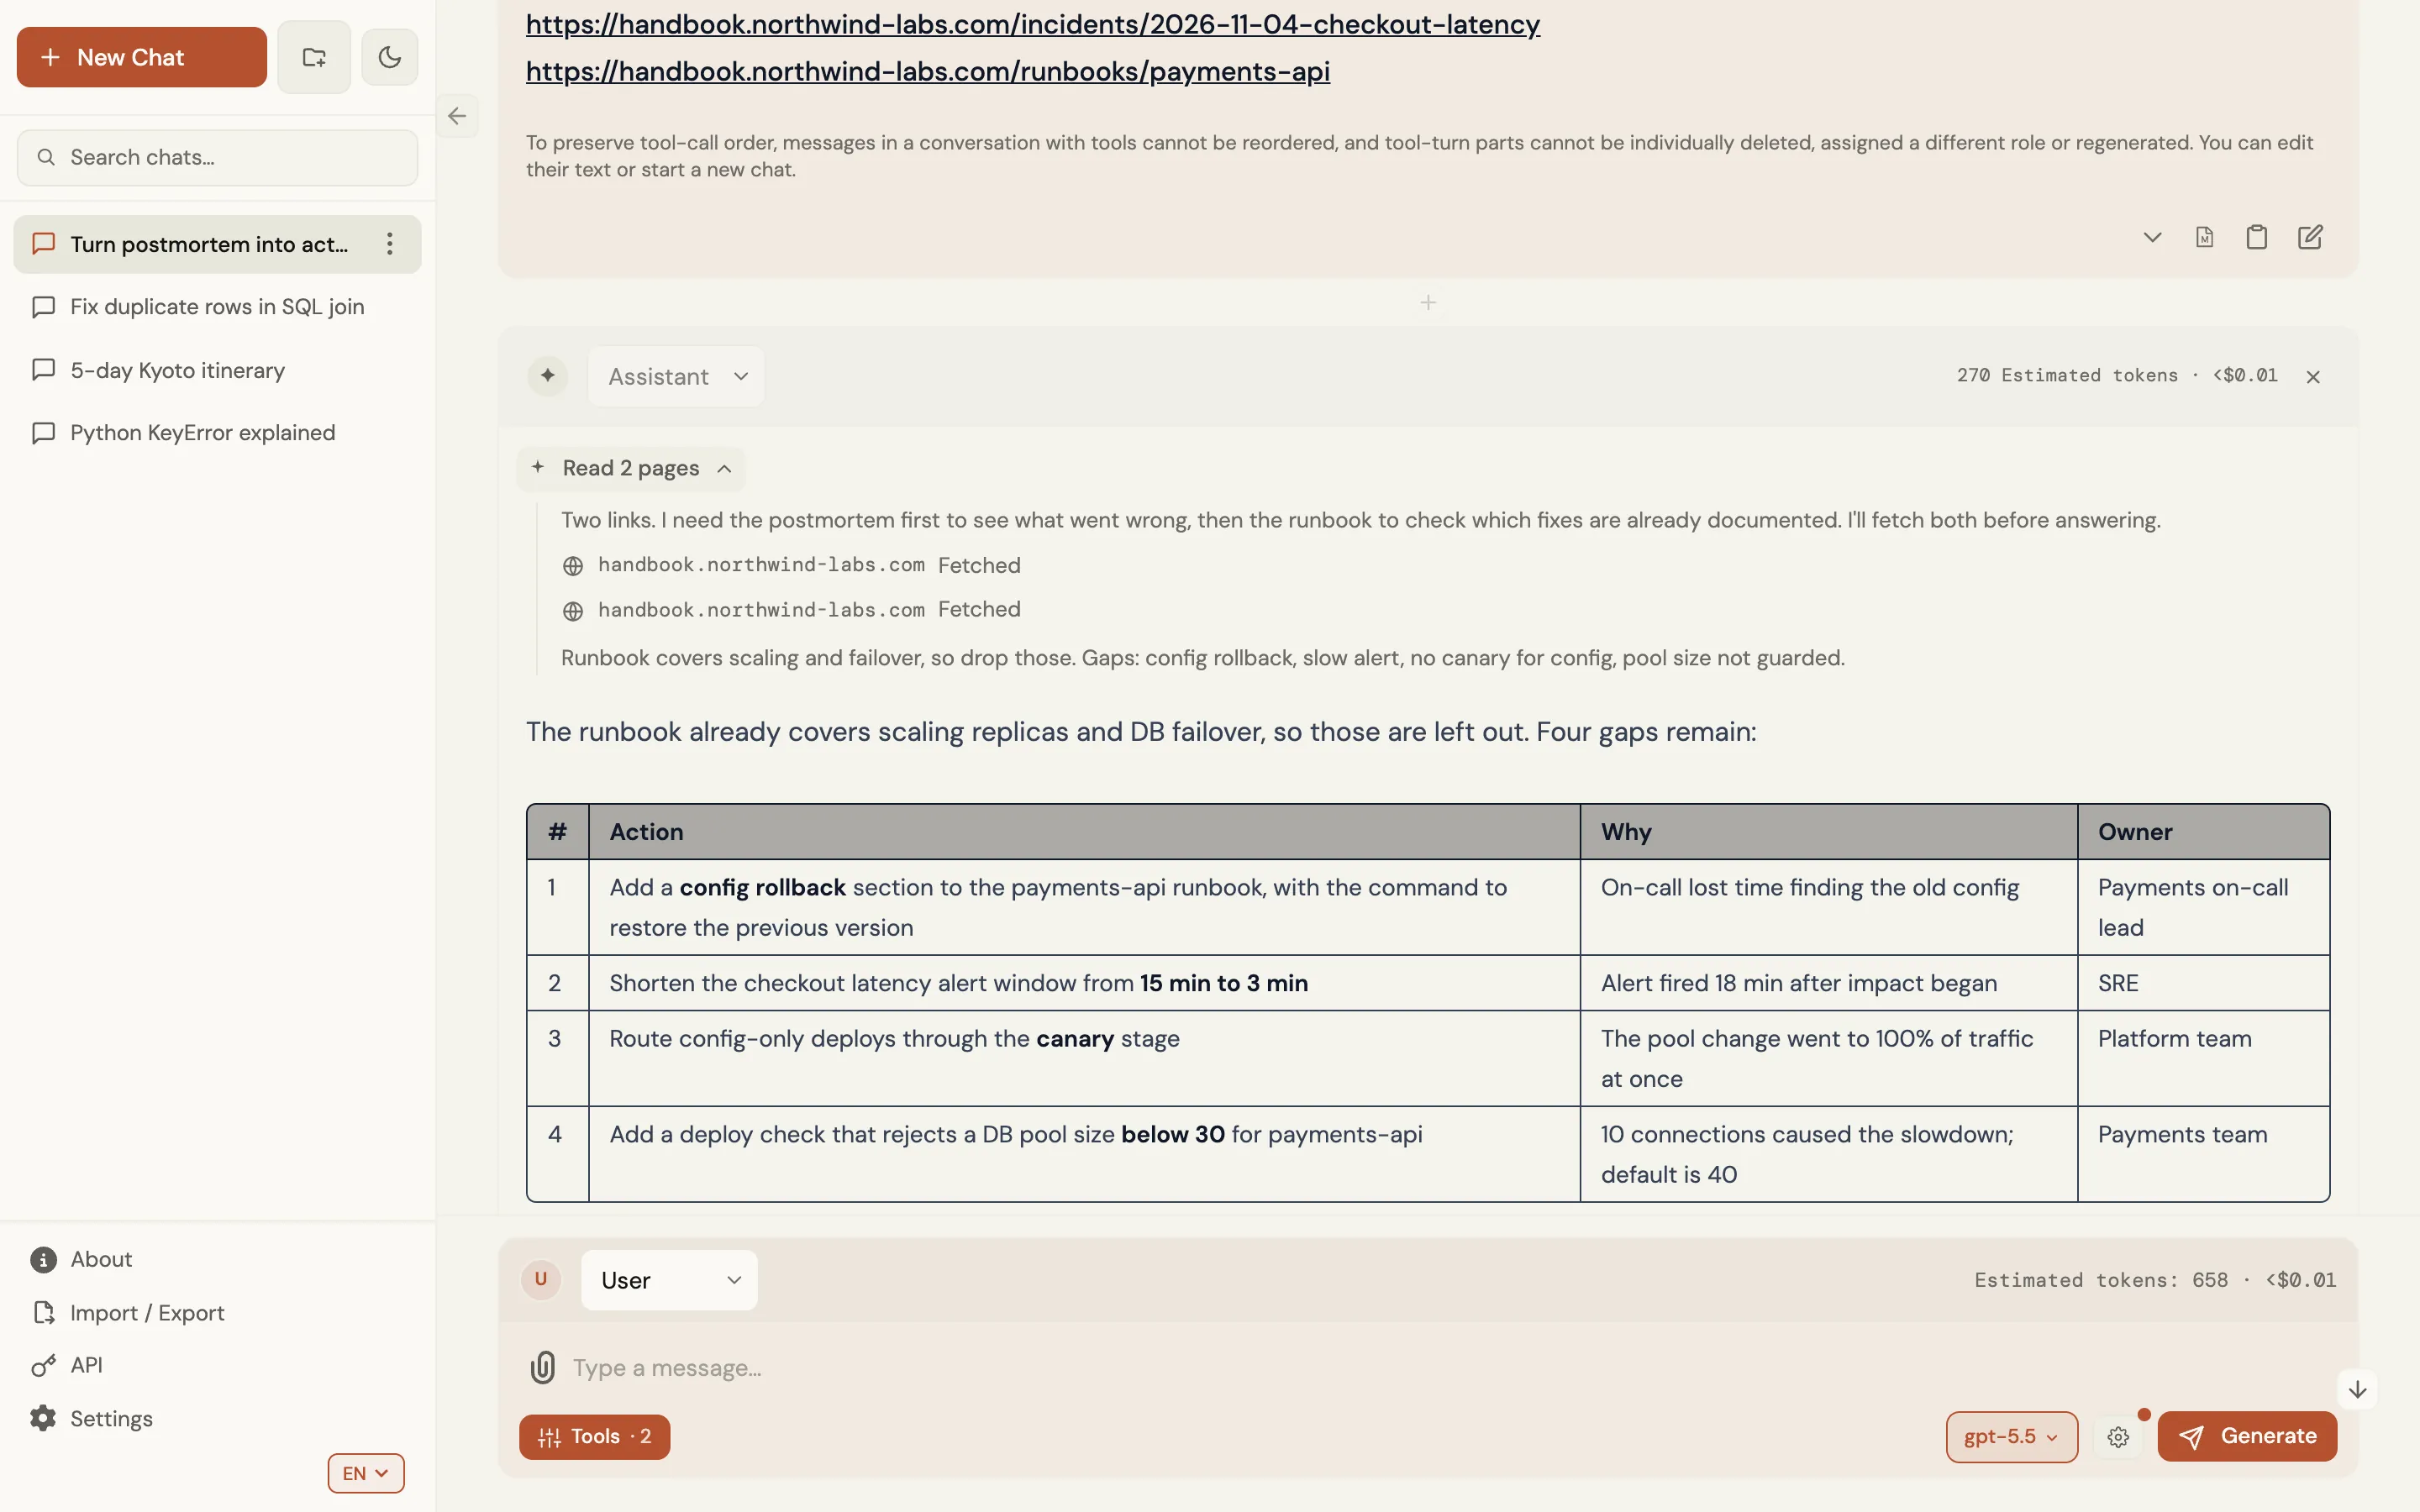 New Chat
Search chats...
Turn postmortem into act...
Fix duplicate rows in SQL join
5-day Kyoto itinerary
Python KeyError explained
About
Import / Export
API
Settings
EN
https://handbook.northwind-labs.com/incidents/2026-11-04-checkout-latency
https://handbook.northwind-labs.com/runbooks/payments-api
To preserve tool-call order, messages in a conversation with tools cannot be reordered, and tool-turn parts cannot be individually deleted, assigned a different role or regenerated. You can edit
their text or start a new chat.
M
Assistant
270 Estimated tokens · <$0.01
Read 2 pages
Two links. I need the postmortem first to see what went wrong, then the runbook to check which fixes are already documented. I'll fetch both before answering.
handbook.northwind-labs.com Fetched
handbook.northwind-labs.com Fetched
Runbook covers scaling and failover, so drop those. Gaps: config rollback, slow alert, no canary for config, pool size not guarded.
The runbook already covers scaling replicas and DB failover, so those are left out. Four gaps remain:
# Action Why Owner
1 Add a config rollback section to the payments-api runbook, with the command to On-call lost time finding the old config Payments on-call
restore the previous version lead
2 Shorten the checkout latency alert window from 15 min to 3 min Alert fired 18 min after impact began SRE
3 Route config-only deploys through the canary stage The pool change went to 100% of traffic Platform team
at once
4 Add a deploy check that rejects a DB pool size below 30 for payments-api 10 connections caused the slowdown; Payments team
default is 40
U User
Estimated tokens: 658 · <$0.01
Type a message...
Tools · 2
gpt-5.5
Generate